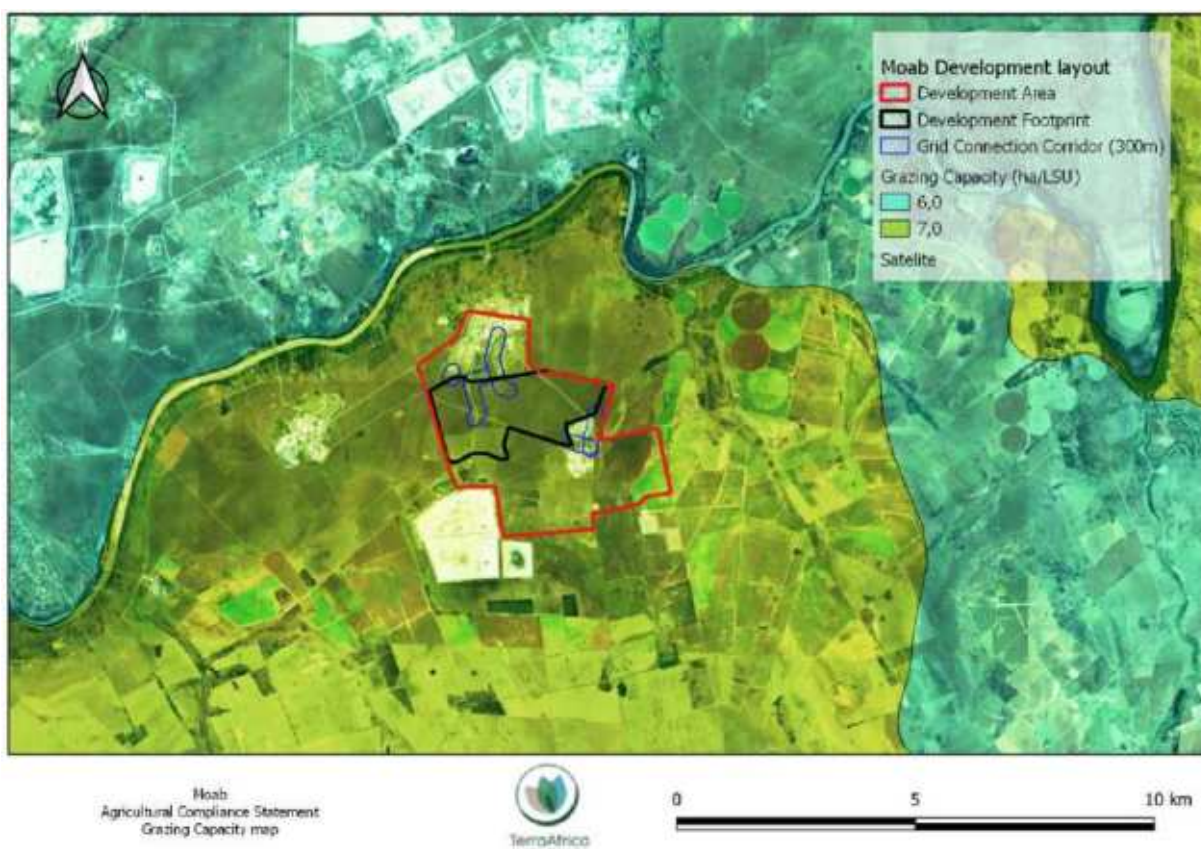 Moab Development layout
Development Area
Development Footprint
Grid Connection Corridor (300m)
Grazing Capacity (ha/LSU)
6,0
7,0
Satelite
Moab
Agricultural Compliance Statement
Grazing Capacity map
TerraAfrica
0 5 10 km